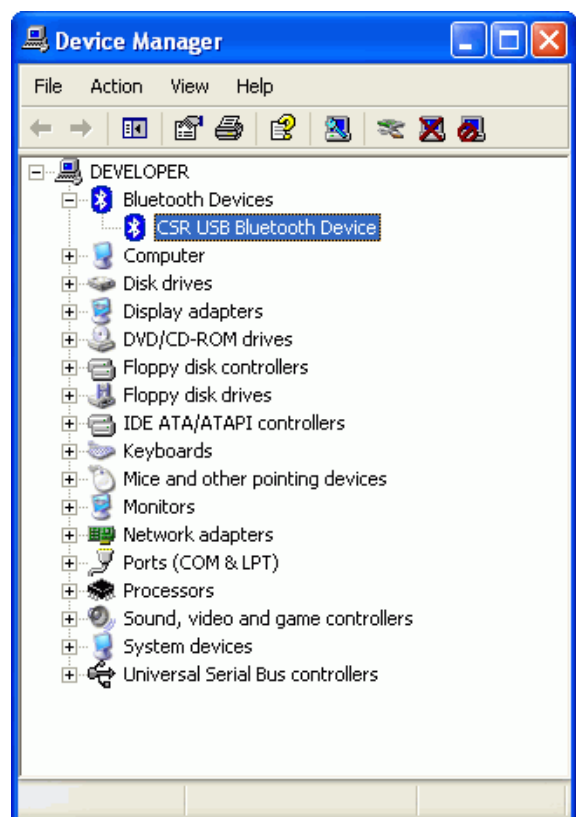 Device Manager
File Action View Help
DEVELOPER
Bluetooth Devices
CSR USB Bluetooth Device
Computer
Disk drives
Display adapters
DVD/CD-ROM drives
Floppy disk controllers
Floppy disk drives
IDE ATA/ATAPI controllers
Keyboards
Mice and other pointing devices
Monitors
Network adapters
Ports (COM & LPT)
Processors
Sound, video and game controllers
System devices
Universal Serial Bus controllers